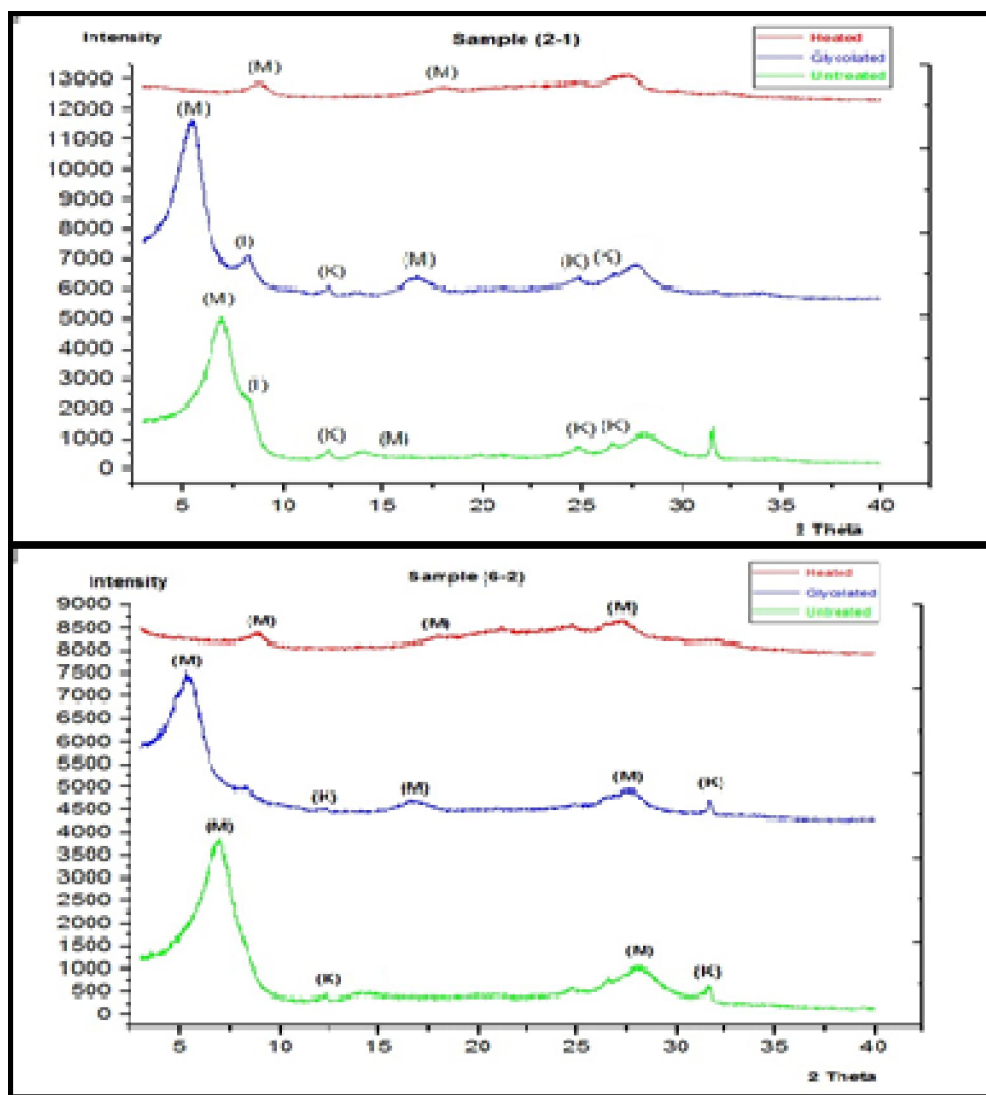 Intensity
Sample (2-1)
Heated
Glycolated
Untreated
13000
12000
11000
10000
9000
8000
7000
6000
5000
4000
3000
2000
1000
0
(M)
(M)
(M)
(I)
(K)
(M)
(K)
(K)
(M)
(I)
(K)
(M)
(K)
(K)
5 10 15 20 25 30 35 40
2 Theta
Intensity
Sample (6-2)
Heated
Glycolated
Untreated
9000
8500
8000
7500
7000
6500
6000
5500
5000
4500
4000
3500
3000
2500
2000
1500
1000
500
0
(M)
(M)
(M)
(M)
(K)
(M)
(M)
(K)
(M)
(K)
(M)
(K)
5 10 15 20 25 30 35 40
2 Theta